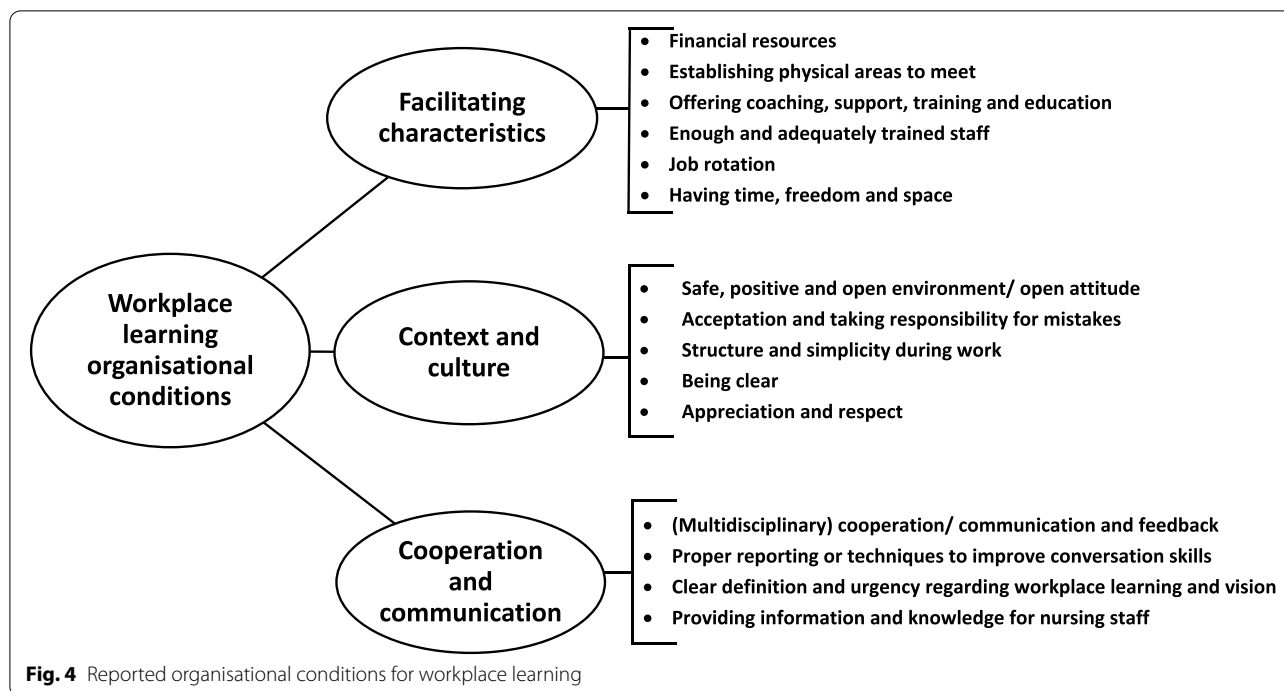 Workplace
learning
organisational
conditions
Facilitating
characteristics
• Financial resources
• Establishing physical areas to meet
• Offering coaching, support, training and education
• Enough and adequately trained staff
• Job rotation
• Having time, freedom and space
Context and
culture
• Safe, positive and open environment/ open attitude
• Acceptation and taking responsibility for mistakes
• Structure and simplicity during work
• Being clear
• Appreciation and respect
Cooperation
and
communication
• (Multidisciplinary) cooperation/ communication and feedback
• Proper reporting or techniques to improve conversation skills
• Clear definition and urgency regarding workplace learning and vision
• Providing information and knowledge for nursing staff
Fig. 4 Reported organisational conditions for workplace learning